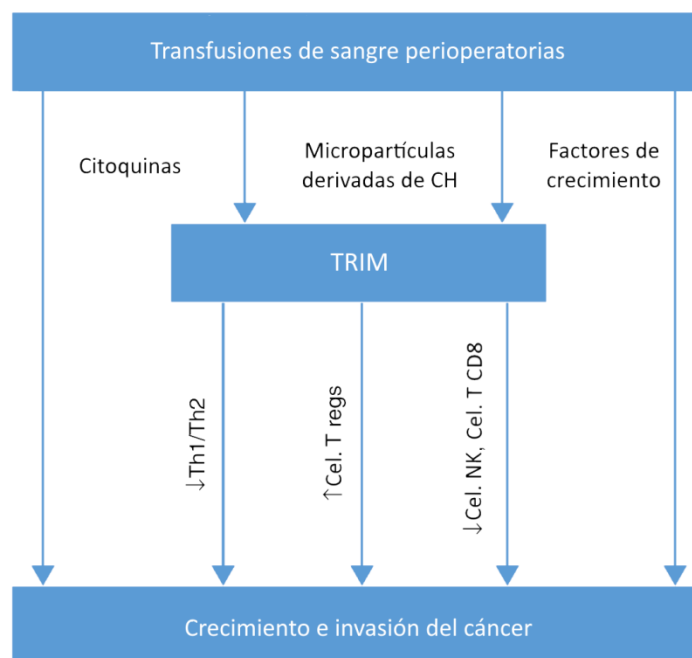 Transfusiones de sangre perioperatorias
Citoquinas
Micropartículas
derivadas de CH
Factores de
crecimiento
TRIM
↓Th1/Th2
↑Cel. T regs
↓Cel. NK, Cel. T CD8
Crecimiento e invasión del cáncer